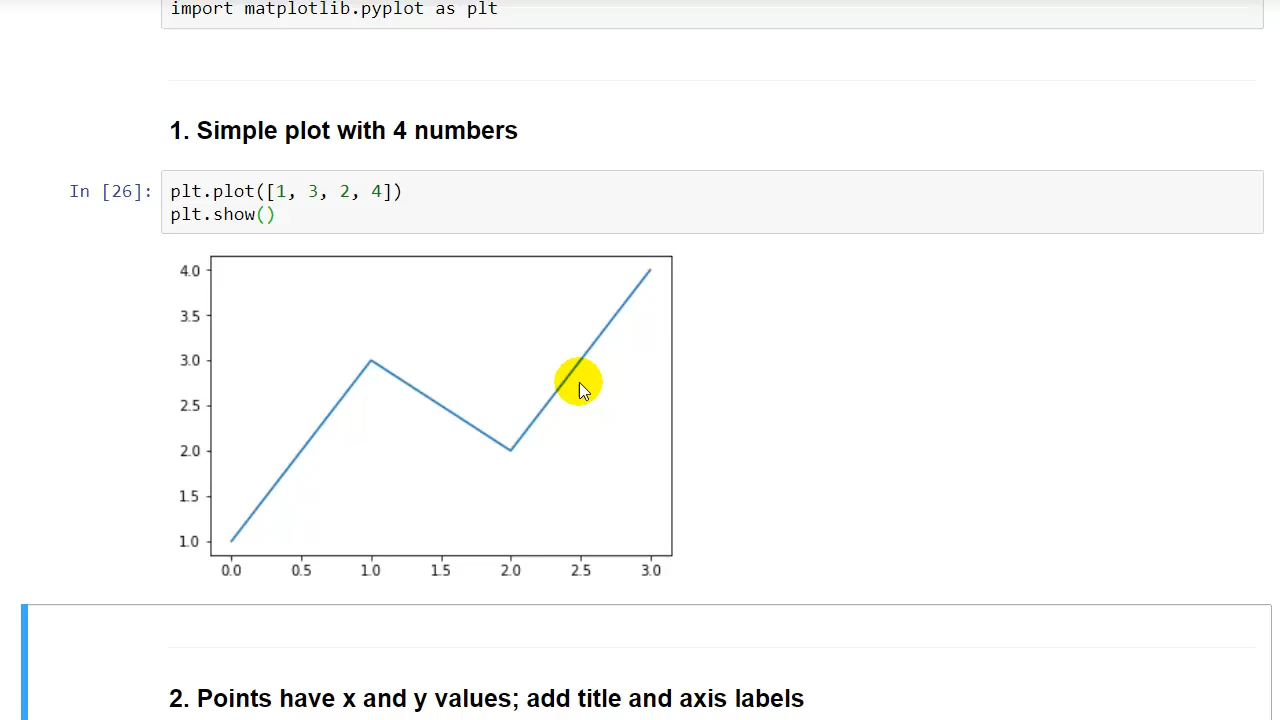 import matplotlib.pyplot as plt
1. Simple plot with 4 numbers
In [26]:
plt.plot([1, 3, 2, 4])
plt.show()
4.0
3.5
3.0
2.5
2.0
1.5
1.0
0.0 0.5 1.0 1.5 2.0 2.5 3.0
2. Points have x and y values; add title and axis labels